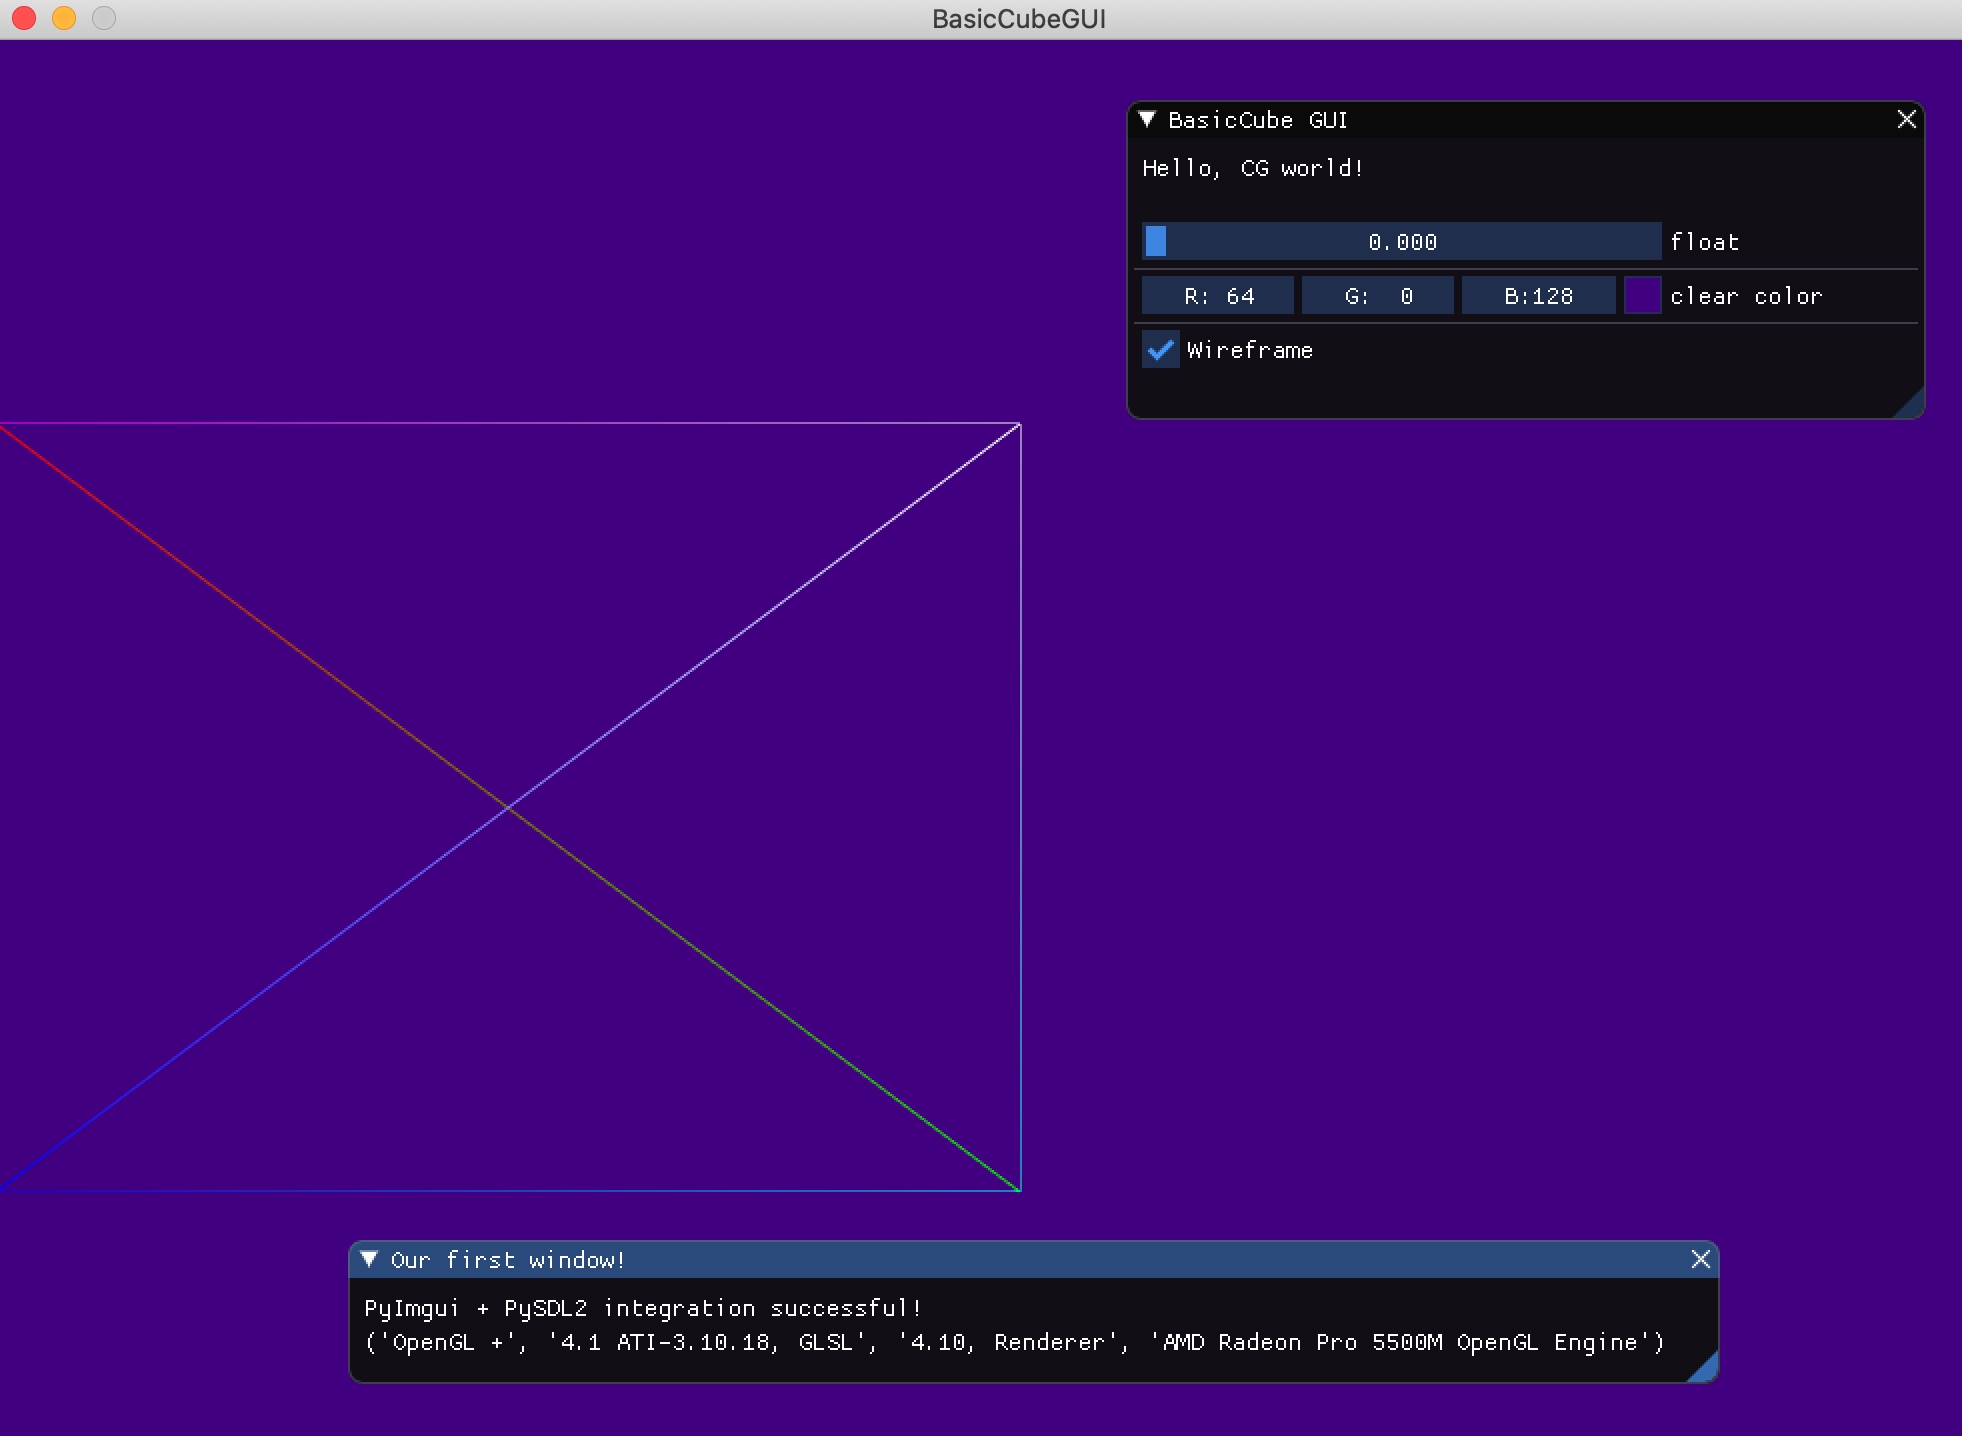 BasicCubeGUI
BasicCube GUI
Hello, CG world!
0.000 float
R: 64 G:  0 B:128 clear color
Wireframe
Our first window!
PyImgui + PySDL2 integration successful!
('OpenGL +', '4.1 ATI-3.10.18, GLSL', '4.10, Renderer', 'AMD Radeon Pro 5500M OpenGL Engine')